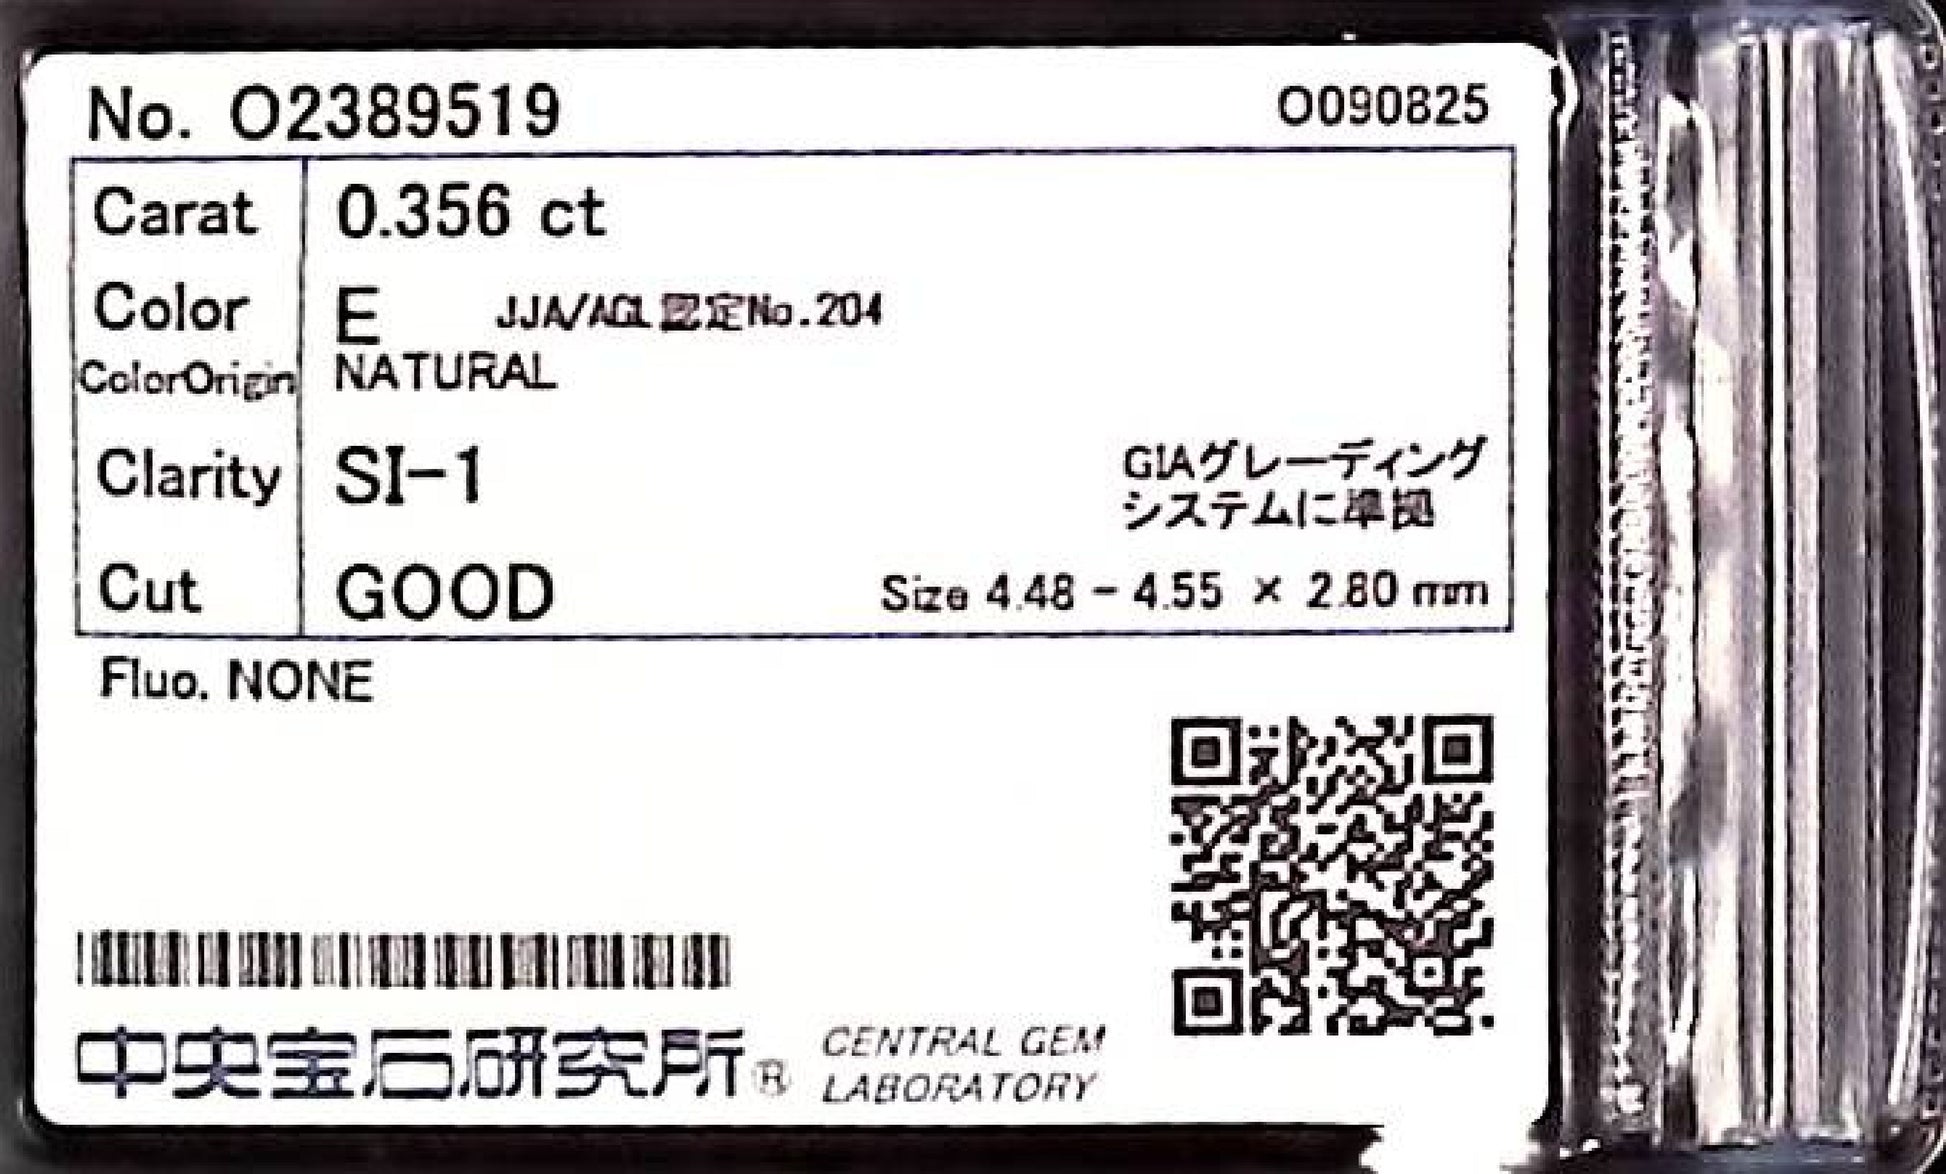 No. O2389519
O090825
Carat 0.356 ct
Color E JJA/AGL認定No.204
ColorOrigin NATURAL
Clarity SI-1
GIAグレーディング
システムに準拠
Cut GOOD Size 4.48 - 4.55 × 2.80 mm
Fluo. NONE
中央宝石研究所® CENTRAL GEM
LABORATORY